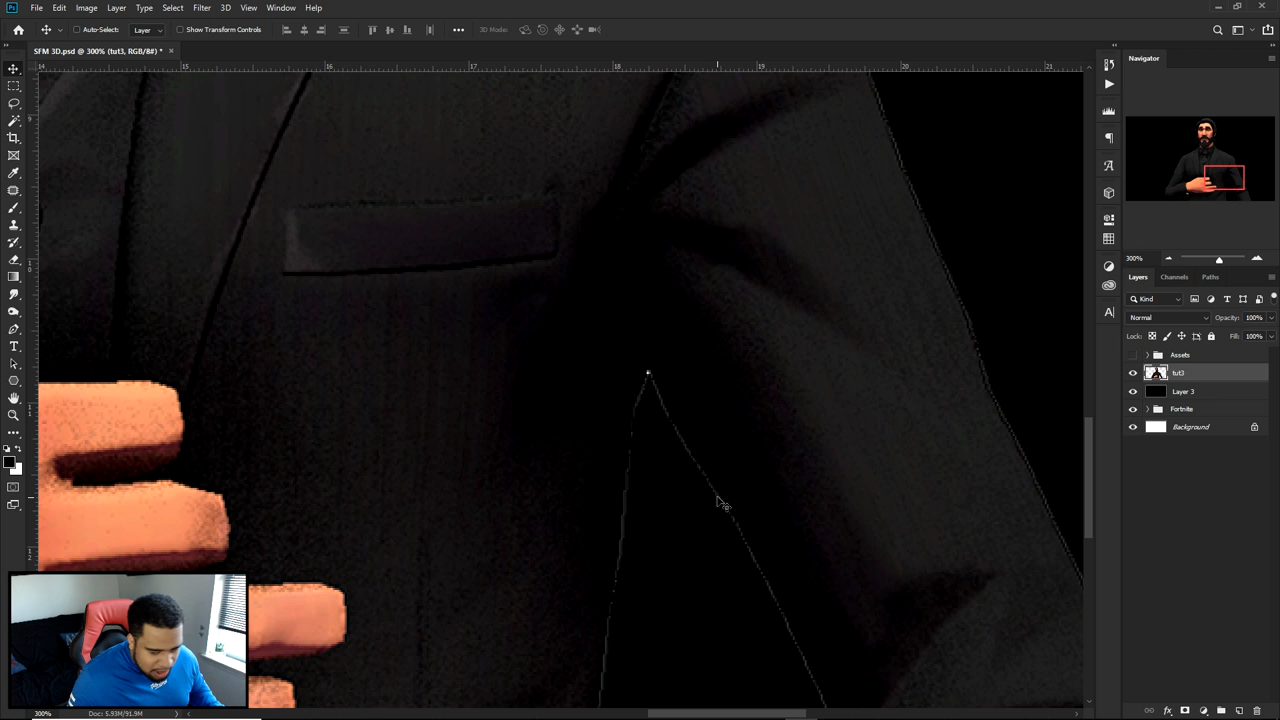 Ps File Edit Image Layer Type Select Filter 3D View Window Help
Auto-Select: Layer Show Transform Controls 3D Mode:
SFM 3D.psd @ 300% (tut3, RGB/8#) *
14 15 16 17 18 19 20 21
Navigator
300%
Layers Channels Paths
Kind
Normal Opacity: 100%
Lock: Fill: 100%
Assets
tut3
Layer 3
Fortnite
Background
300% Doc: 5.93M/91.9M